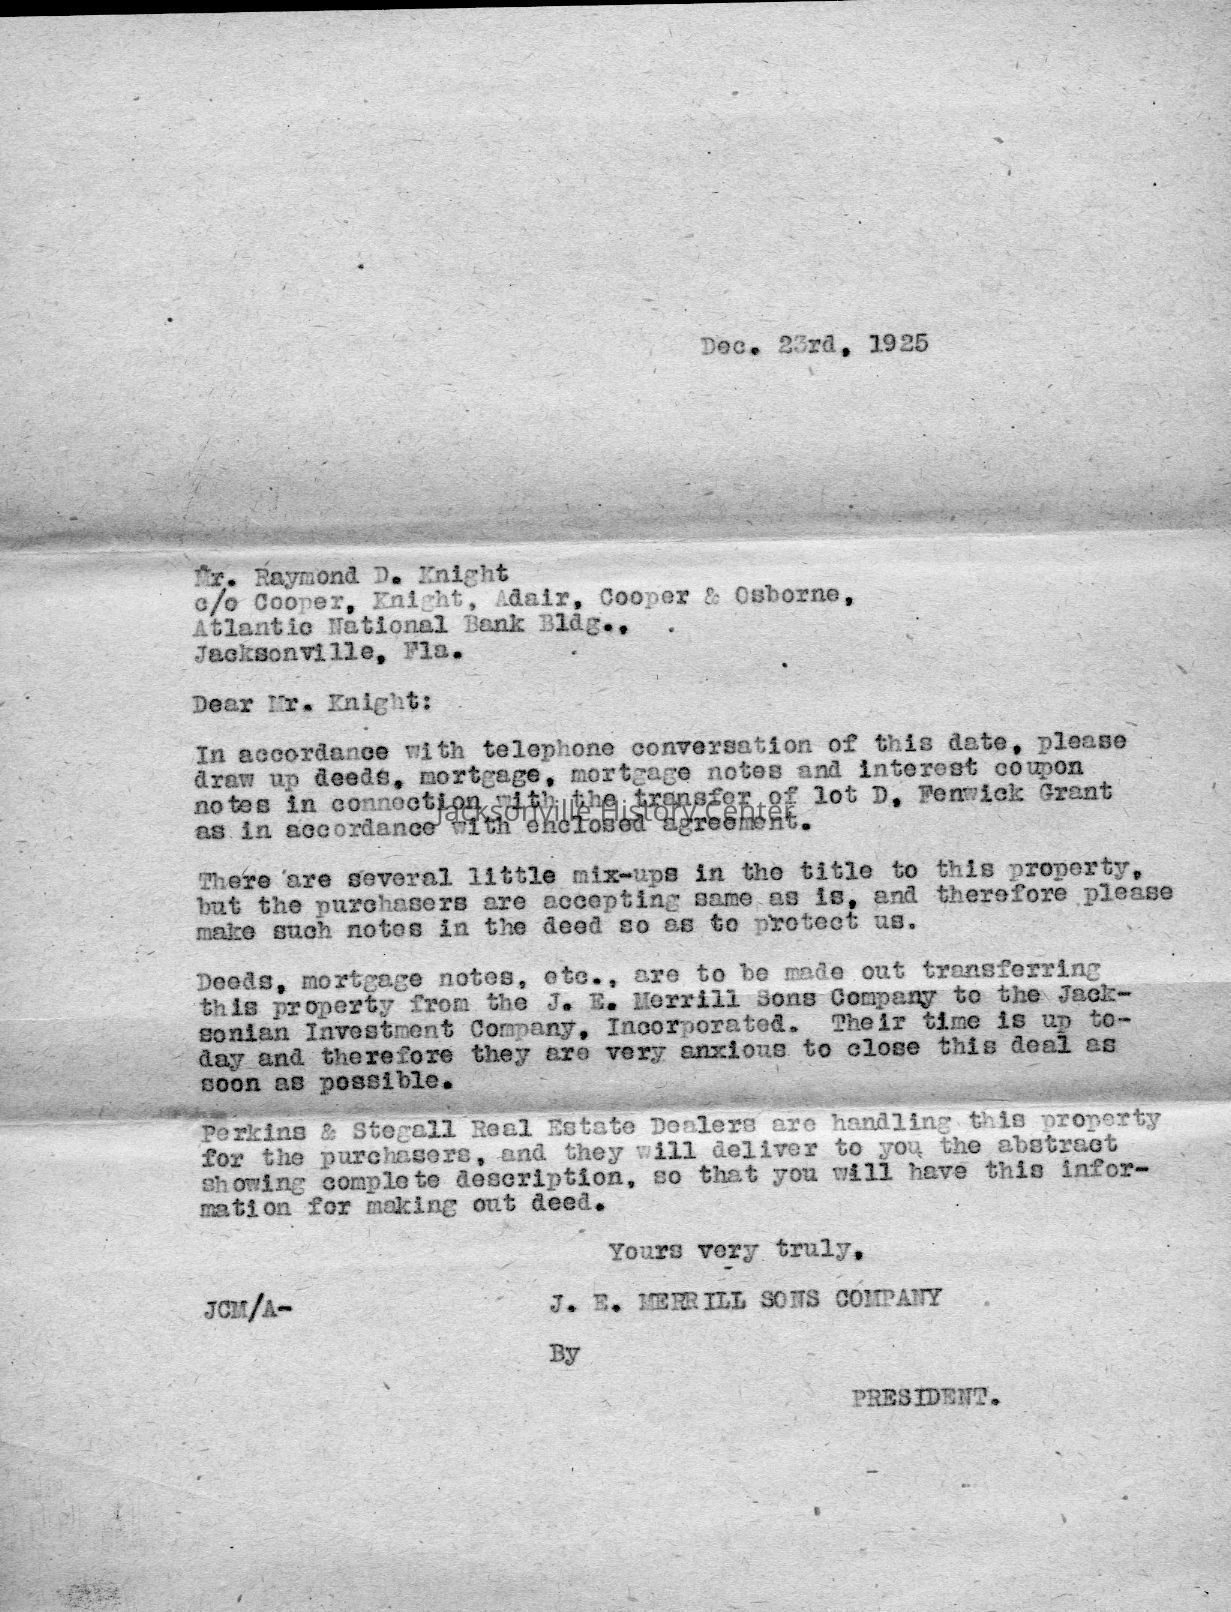 Dec. 23rd, 1925
Mr. Raymond D. Knight
c/o Cooper, Knight, Adair, Cooper & Osborne,
Atlantic National Bank Bldg.,
Jacksonville, Fla.
Dear Mr. Knight:
In accordance with telephone conversation of this date, please
draw up deeds, mortgage, mortgage notes and interest coupon
notes in connection with the transfer of lot D, Fenwick Grant
Jacksonville History Center
as in accordance with enclosed agreement.
There are several little mix-ups in the title to this property,
but the purchasers are accepting same as is, and therefore please
make such notes in the deed so as to protect us.
Deeds, mortgage notes, etc., are to be made out transferring
this property from the J. E. Merrill Sons Company to the Jack-
sonian Investment Company, Incorporated. Their time is up to-
day and therefore they are very anxious to close this deal as
soon as possible.
Perkins & Stegall Real Estate Dealers are handling this property
for the purchasers, and they will deliver to you the abstract
showing complete description, so that you will have this infor-
mation for making out deed.
Yours very truly,
JCM/A- J. E. MERRILL SONS COMPANY
By
PRESIDENT.